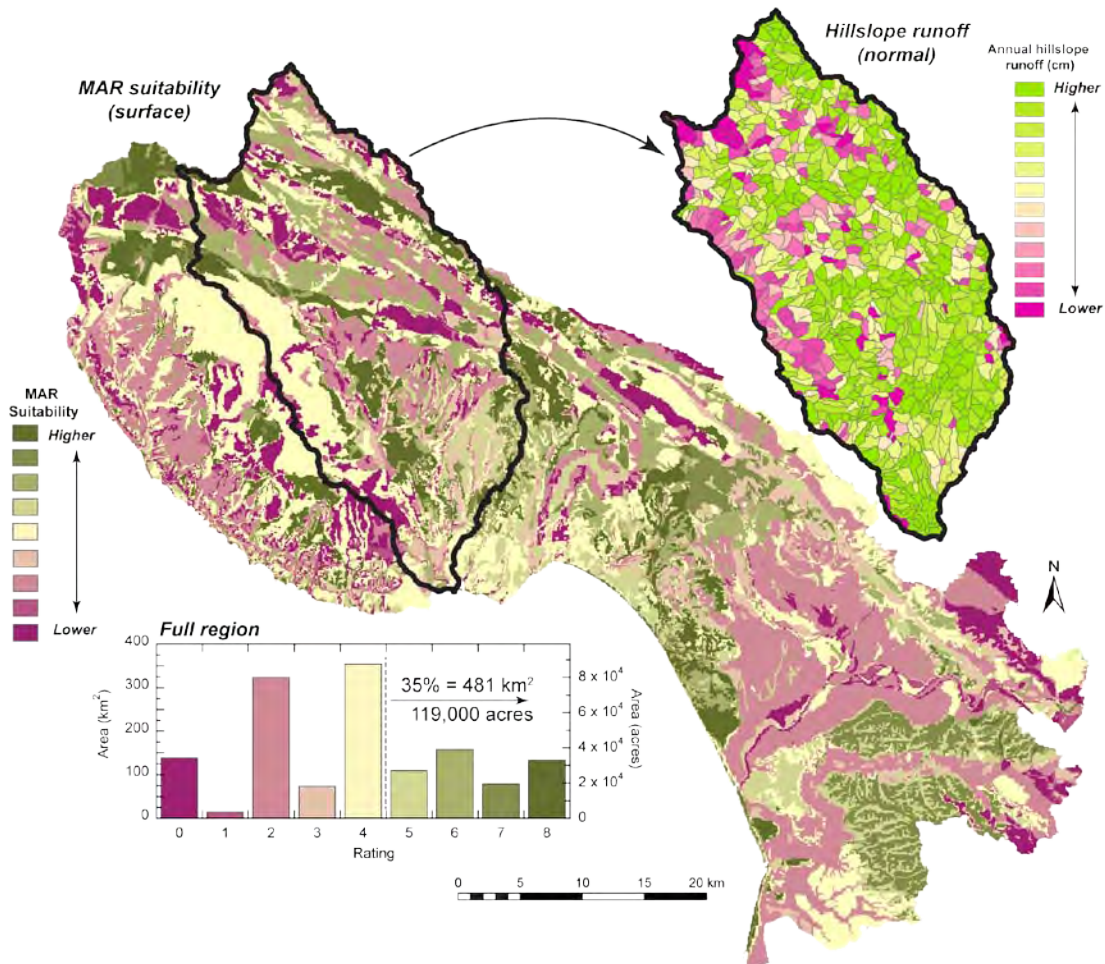 MAR suitability
(surface)
Hillslope runoff
(normal)
Annual hillslope
runoff (cm)
Higher
Lower
MAR
Suitability
Higher
Lower
N
Full region
400
300
200
100
0
Area (km²)
35% = 481 km²
119,000 acres
8 x 10⁴
6 x 10⁴
4 x 10⁴
2 x 10⁴
0
Area (acres)
0 1 2 3 4 5 6 7 8
Rating
0 5 10 15 20 km